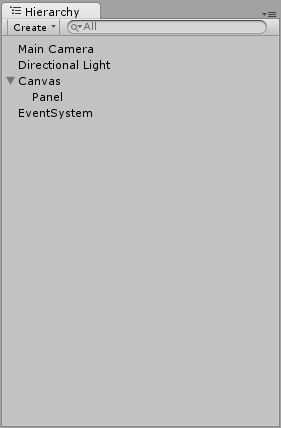 Hierarchy
Create All
Main Camera
Directional Light
Canvas
Panel
EventSystem